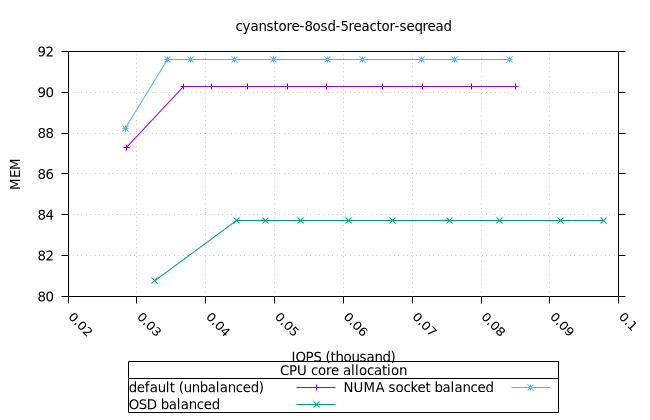 cyanstore-8osd-5reactor-seqread
92
90
88
86
84
82
80
MEM
0.02 0.03 0.04 0.05 0.06 0.07 0.08 0.09 0.1
IOPS (thousand)
CPU core allocation
default (unbalanced) NUMA socket balanced
OSD balanced